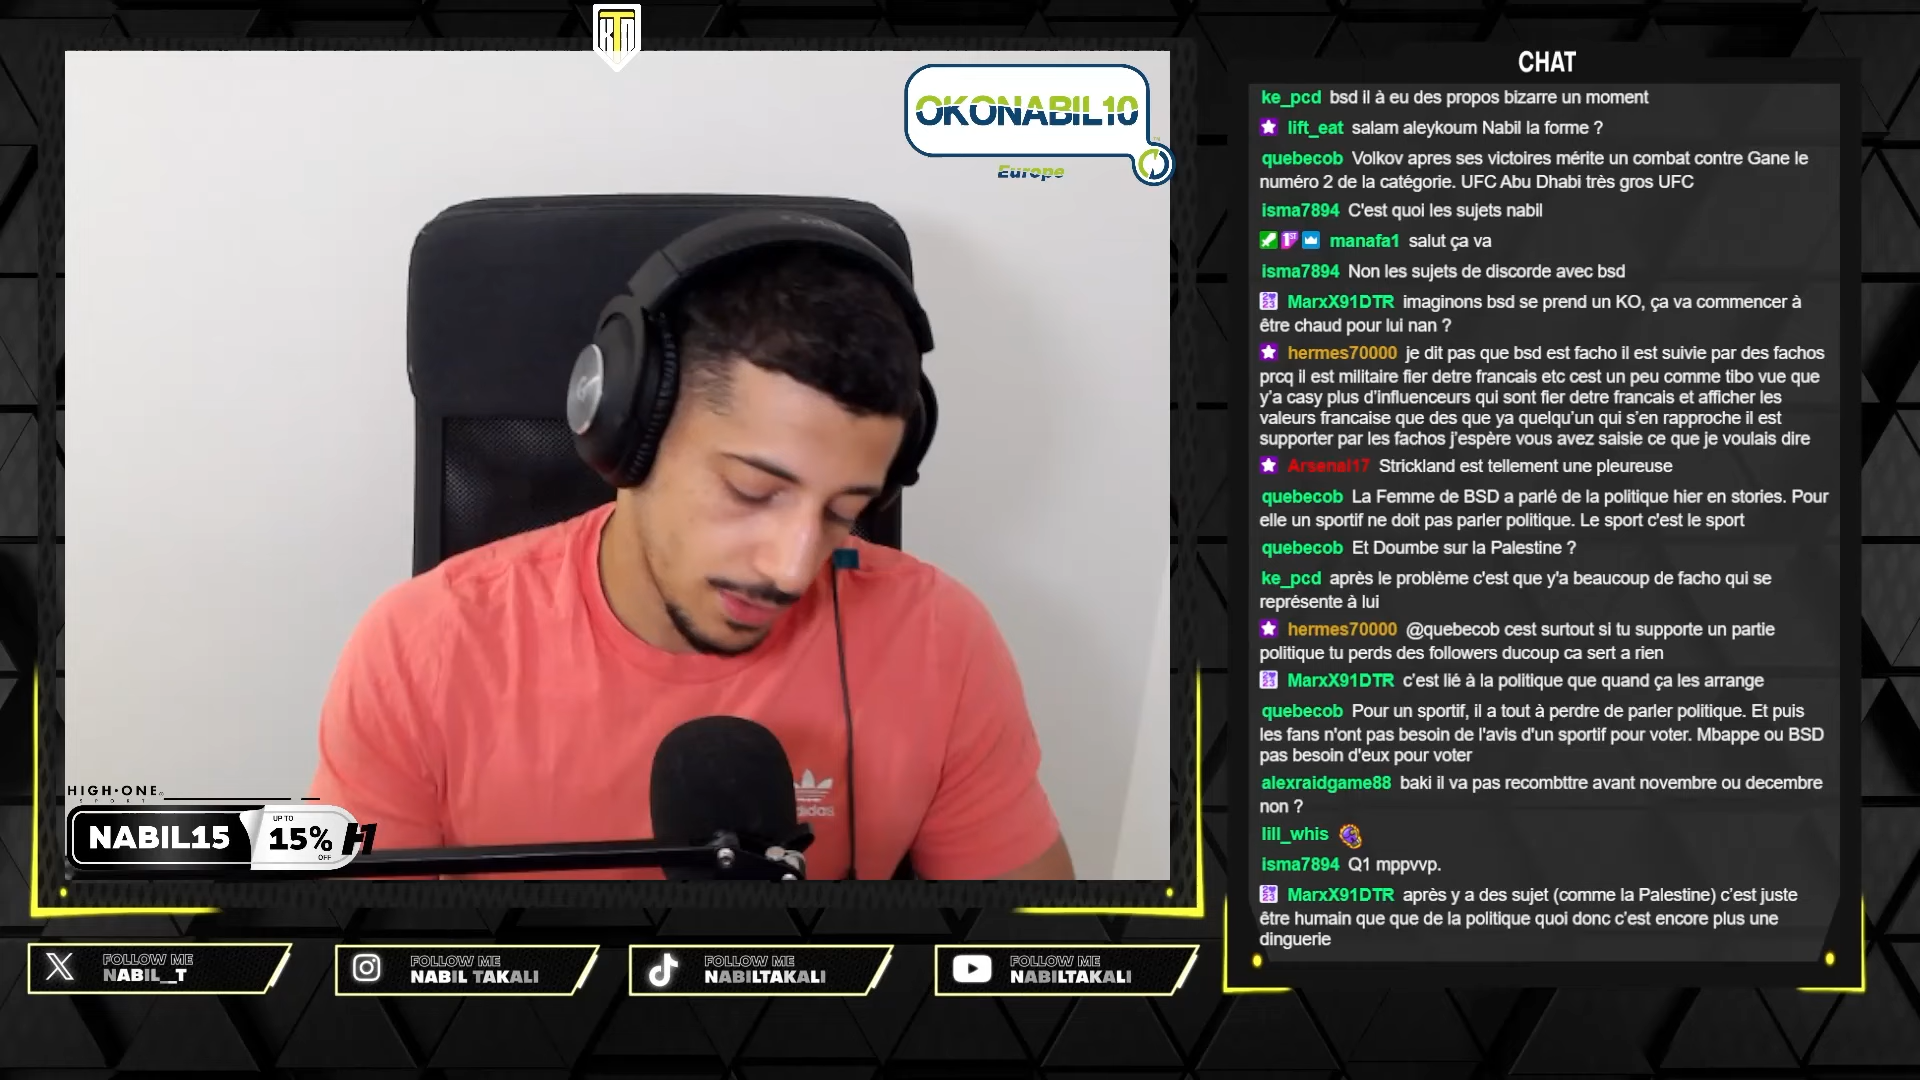 KTN
OKONABIL10
Europe
HIGH·ONE
SPORT
NABIL15
UP TO
15%
OFF
H1
FOLLOW ME
NABIL__T
FOLLOW ME
NABIL TAKALI
FOLLOW ME
NABILTAKALI
FOLLOW ME
NABILTAKALI
adidas
CHAT
ke_pcd bsd il à eu des propos bizarre un moment
lift_eat salam aleykoum Nabil la forme ?
quebecob Volkov apres ses victoires mérite un combat contre Gane le
numéro 2 de la catégorie. UFC Abu Dhabi très gros UFC
isma7894 C'est quoi les sujets nabil
1ST manafa1 salut ça va
isma7894 Non les sujets de discorde avec bsd
MarxX91DTR imaginons bsd se prend un KO, ça va commencer à
être chaud pour lui nan ?
hermes70000 je dit pas que bsd est facho il est suivie par des fachos
prcq il est militaire fier detre francais etc cest un peu comme tibo vue que
y'a casy plus d’influenceurs qui sont fier detre francais et afficher les
valeurs francaise que des que ya quelqu’un qui s’en rapproche il est
supporter par les fachos j’espère vous avez saisie ce que je voulais dire
Arsenal17 Strickland est tellement une pleureuse
quebecob La Femme de BSD a parlé de la politique hier en stories. Pour
elle un sportif ne doit pas parler politique. Le sport c'est le sport
quebecob Et Doumbe sur la Palestine ?
ke_pcd après le problème c'est que y'a beaucoup de facho qui se
représente à lui
hermes70000 @quebecob cest surtout si tu supporte un partie
politique tu perds des followers ducoup ca sert a rien
MarxX91DTR c’est lié à la politique que quand ça les arrange
quebecob Pour un sportif, il a tout à perdre de parler politique. Et puis
les fans n'ont pas besoin de l'avis d'un sportif pour voter. Mbappe ou BSD
pas besoin d'eux pour voter
alexraidgame88 baki il va pas recombttre avant novembre ou decembre
non ?
lill_whis
isma7894 Q1 mppvvp.
MarxX91DTR après y a des sujet (comme la Palestine) c’est juste
être humain que que de la politique quoi donc c’est encore plus une
dinguerie